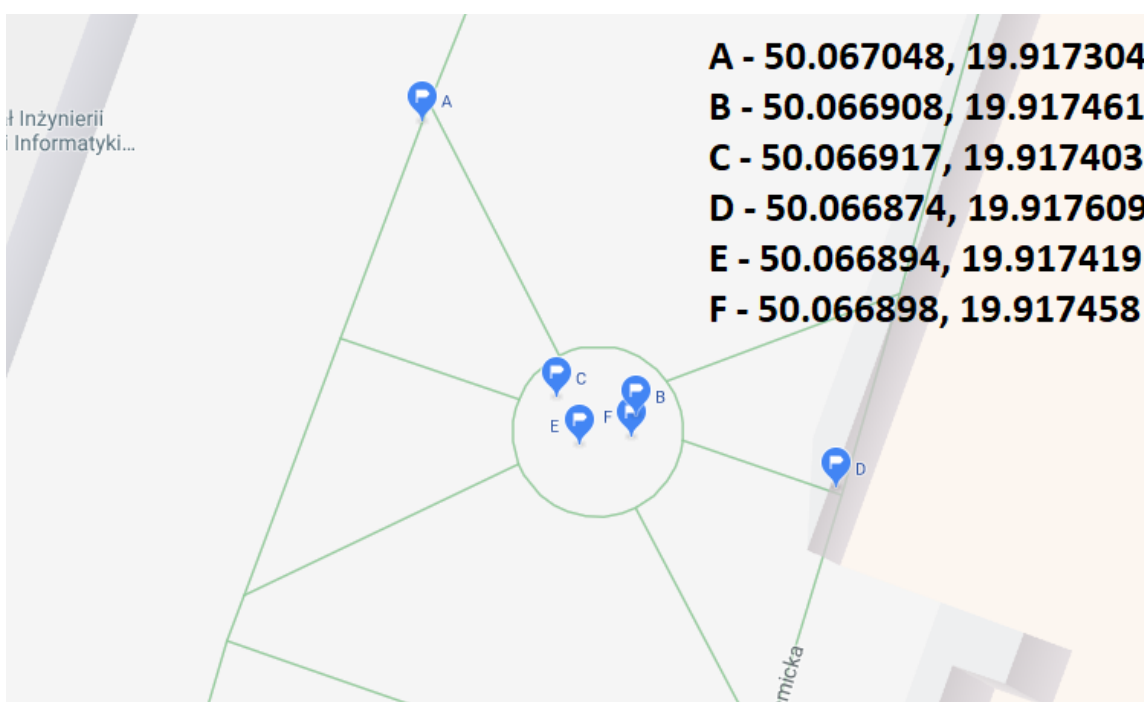 A - 50.067048, 19.917304
B - 50.066908, 19.917461
C - 50.066917, 19.917403
D - 50.066874, 19.917609
E - 50.066894, 19.917419
F - 50.066898, 19.917458
A
ł Inżynierii
i Informatyki...
C
B
E
F
D
micka